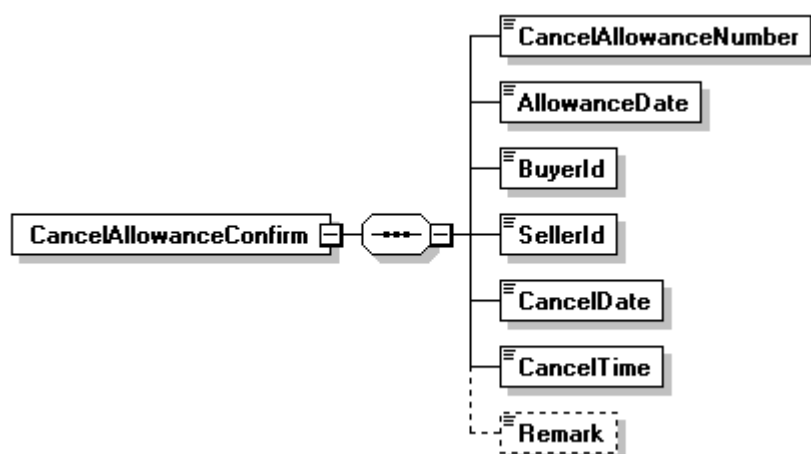 CancelAllowanceNumber
AllowanceDate
BuyerId
CancelAllowanceConfirm
SellerId
CancelDate
CancelTime
Remark